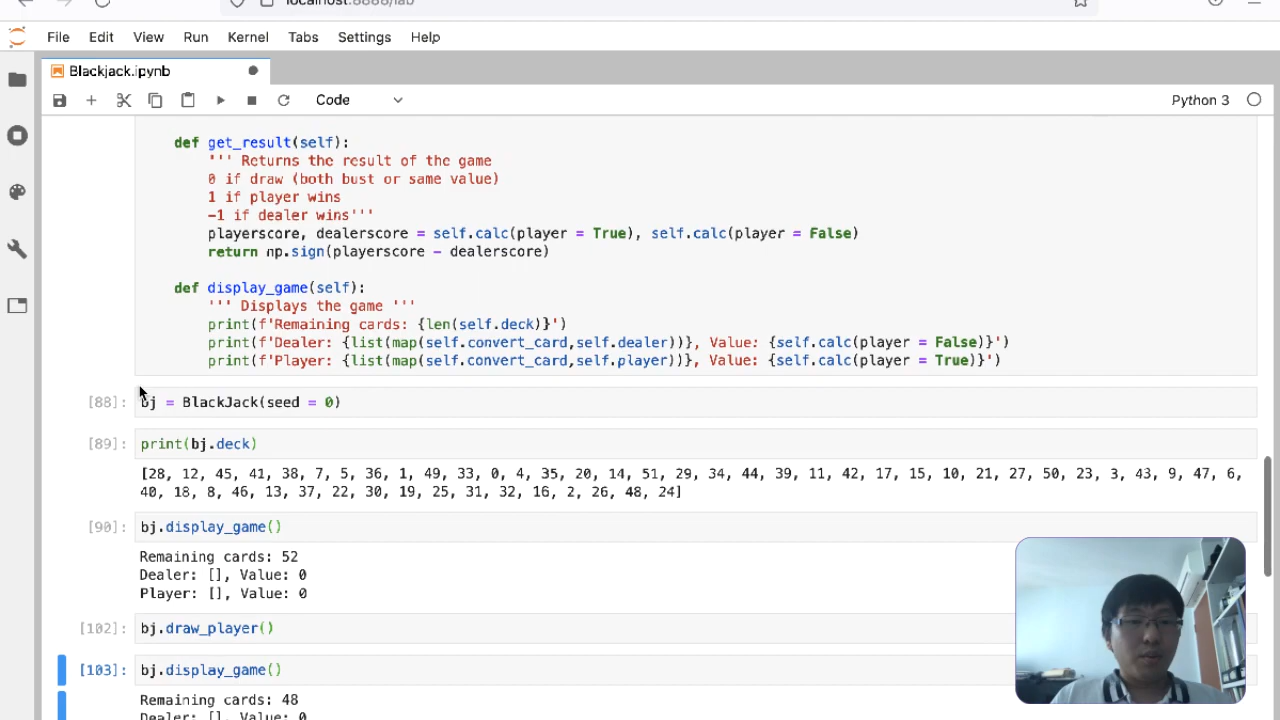 localhost:8888/lab
File Edit View Run Kernel Tabs Settings Help
Blackjack.ipynb
Code Python 3
def get_result(self):
''' Returns the result of the game
0 if draw (both bust or same value)
1 if player wins
-1 if dealer wins'''
playerscore, dealerscore = self.calc(player = True), self.calc(player = False)
return np.sign(playerscore - dealerscore)
def display_game(self):
''' Displays the game '''
print(f'Remaining cards: {len(self.deck)}')
print(f'Dealer: {list(map(self.convert_card,self.dealer))}, Value: {self.calc(player = False)}')
print(f'Player: {list(map(self.convert_card,self.player))}, Value: {self.calc(player = True)}')
[88]: bj = BlackJack(seed = 0)
[89]: print(bj.deck)
[28, 12, 45, 41, 38, 7, 5, 36, 1, 49, 33, 0, 4, 35, 20, 14, 51, 29, 34, 44, 39, 11, 42, 17, 15, 10, 21, 27, 50, 23, 3, 43, 9, 47, 6,
40, 18, 8, 46, 13, 37, 22, 30, 19, 25, 31, 32, 16, 2, 26, 48, 24]
[90]: bj.display_game()
Remaining cards: 52
Dealer: [], Value: 0
Player: [], Value: 0
[102]: bj.draw_player()
[103]: bj.display_game()
Remaining cards: 48
Dealer: [], Value: 0